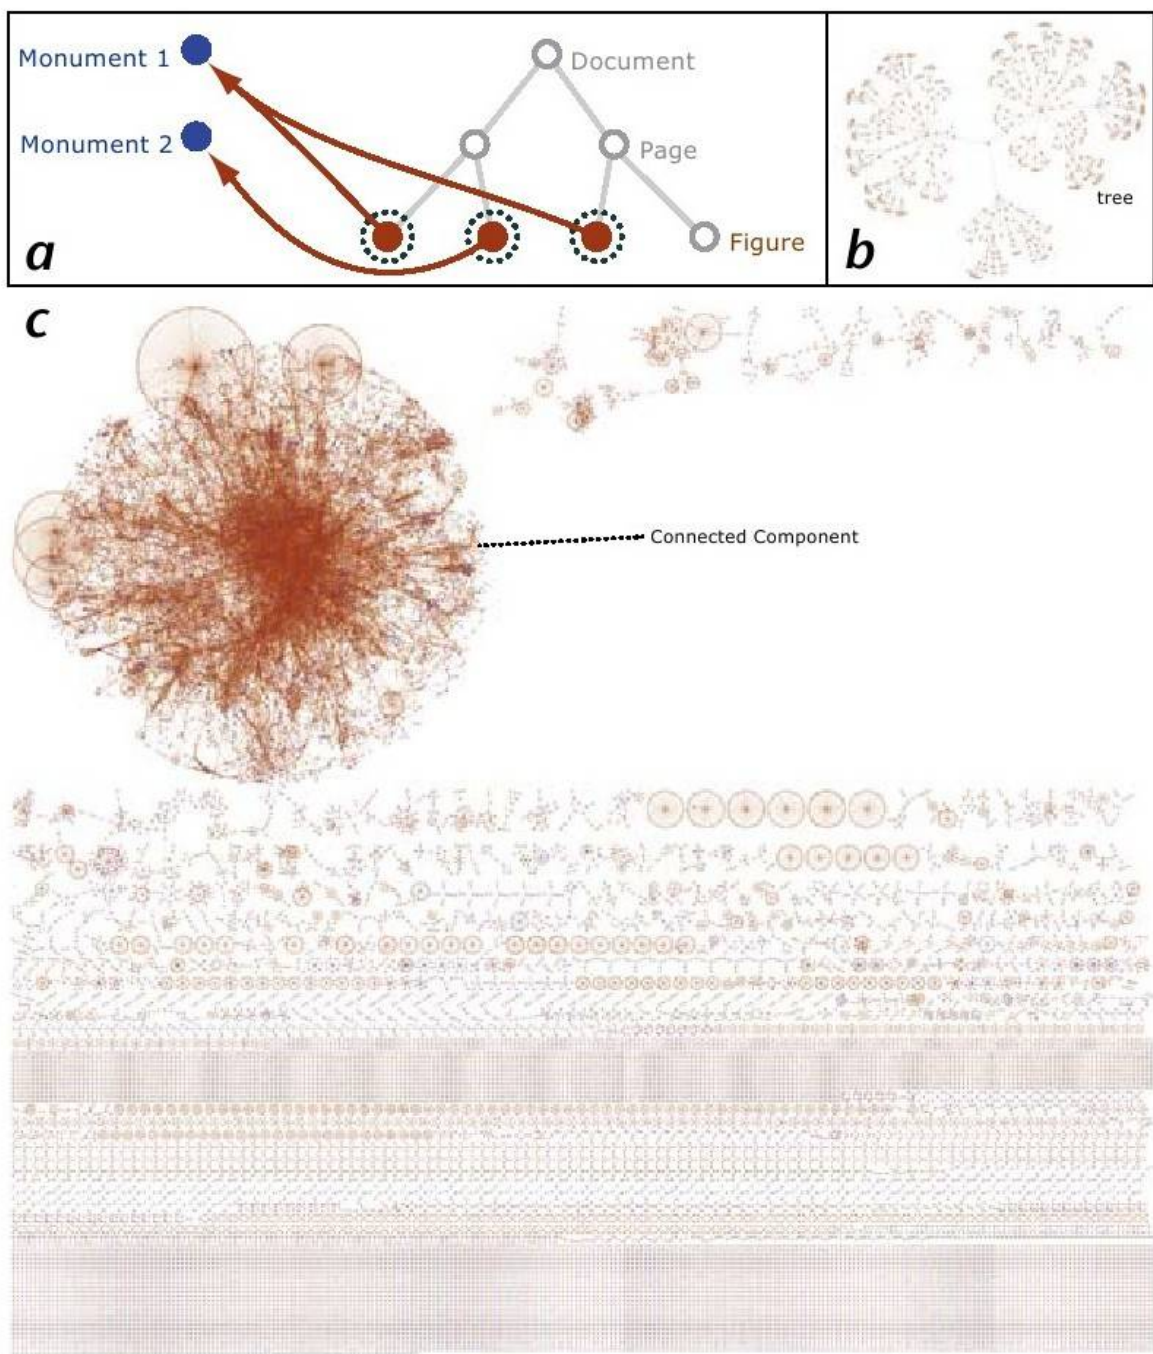 Monument 1
Document
Monument 2
Page
Figure
a
tree
b
c
Connected Component